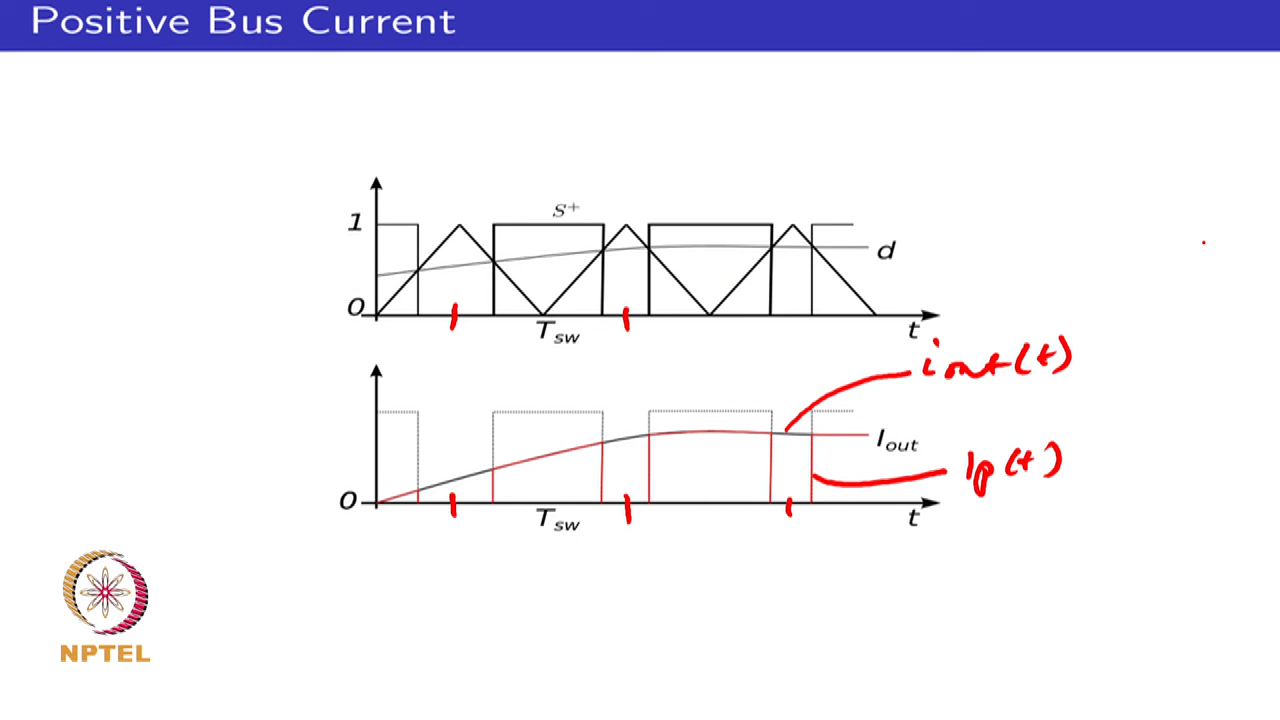 Positive Bus Current
1
S+
d
0
Tsw
t
iout(t)
Iout
Ip(t)
0
Tsw
t
NPTEL